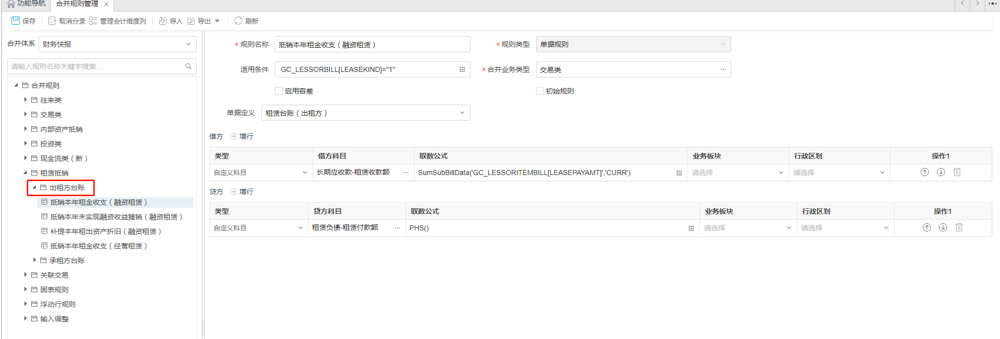 功能导航 合并规则管理
保存 取消分录 管理会计维度列 导入 导出 刷新
合并体系 财务快报
请输入规则名称关键字搜索...
合并规则
往来类
交易类
内部资产抵销
投资类
现金流类（新）
租赁抵销
出租方台账
抵销本年租金收支（融资租赁）
抵销本年未实现融资收益摊销（融资租赁）
补提本年租出资产折旧（融资租赁）
抵销本年租金收支（经营租赁）
承租方台账
关联交易
固表规则
浮动行规则
输入调整
*规则名称 抵销本年租金收支（融资租赁） *规则类型 单据规则
适用条件 GC_LESSORBILL[LEASEKIND]="1" *合并业务类型 交易类 ...
启用容差 初始规则
单据定义 租赁台账（出租方）
借方 增行
类型 借方科目 取数公式 业务板块 行政区划 操作1
自定义科目 长期应收款-租赁收款额 ... SumSubBillData('GC_LESSORITEMBILL[LEASEPAYAMT]','CURR') 请选择 请选择
贷方 增行
类型 贷方科目 取数公式 业务板块 行政区划 操作1
自定义科目 租赁负债-租赁付款额 ... PHS() 请选择 请选择